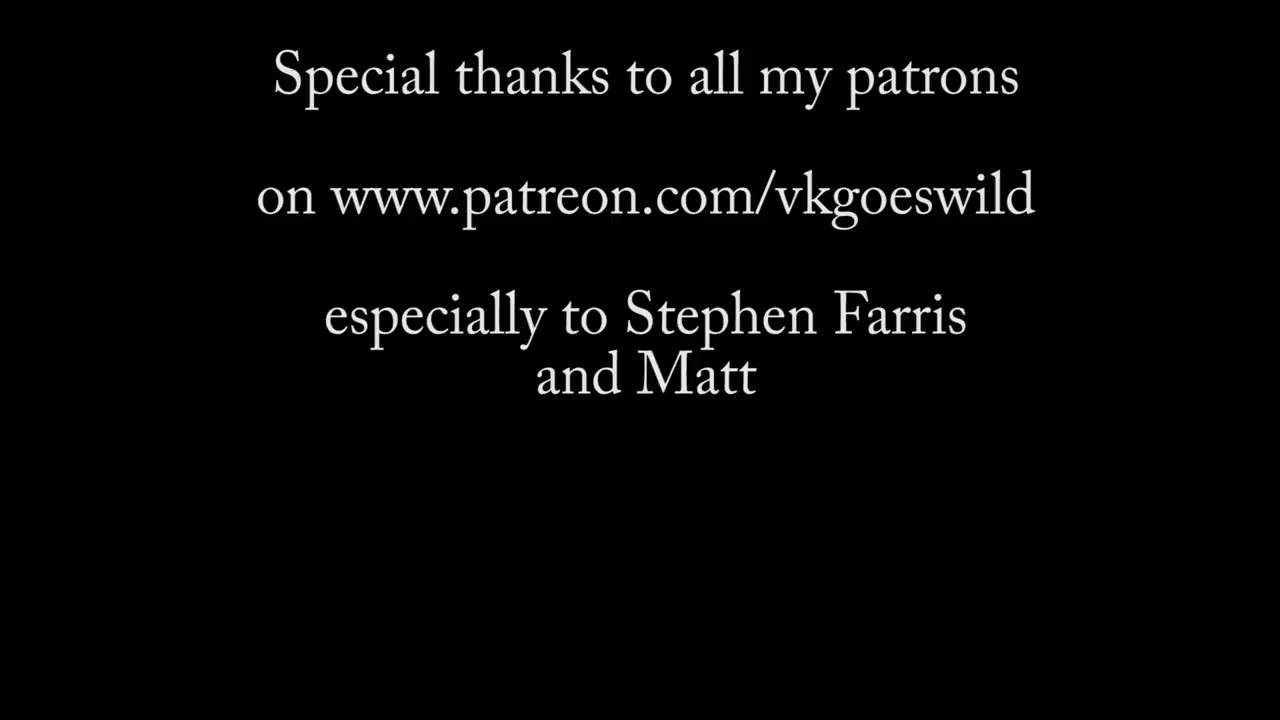 Special thanks to all my patrons
on www.patreon.com/vkgoeswild
especially to Stephen Farris
and Matt